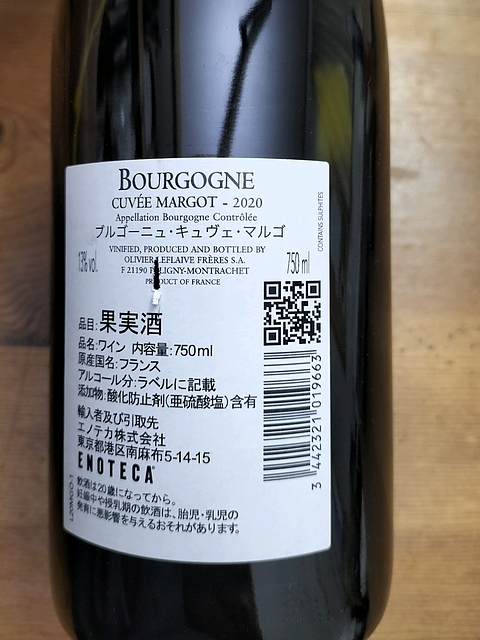 BOURGOGNE
CUVÉE MARGOT - 2020
Appellation Bourgogne Contrôlée
ブルゴーニュ・キュヴェ・マルゴ
VINIFIED, PRODUCED AND BOTTLED BY
OLIVIER LEFLAIVE FRÈRES S.A.
F 21190 PULIGNY-MONTRACHET
PRODUCT OF FRANCE
13% vol.
750 ml
CONTAINS SULPHITES
品目:果実酒
品名:ワイン 内容量:750ml
原産国名:フランス
アルコール分:ラベルに記載
添加物:酸化防止剤(亜硫酸塩)含有
輸入者及び引取先
エノテカ株式会社
東京都港区南麻布5-14-15
ENOTECA
飲酒は20歳になってから。
妊娠中や授乳期の飲酒は、胎児・乳児の
発育に悪影響を与えるおそれがあります。
3 442321 019663